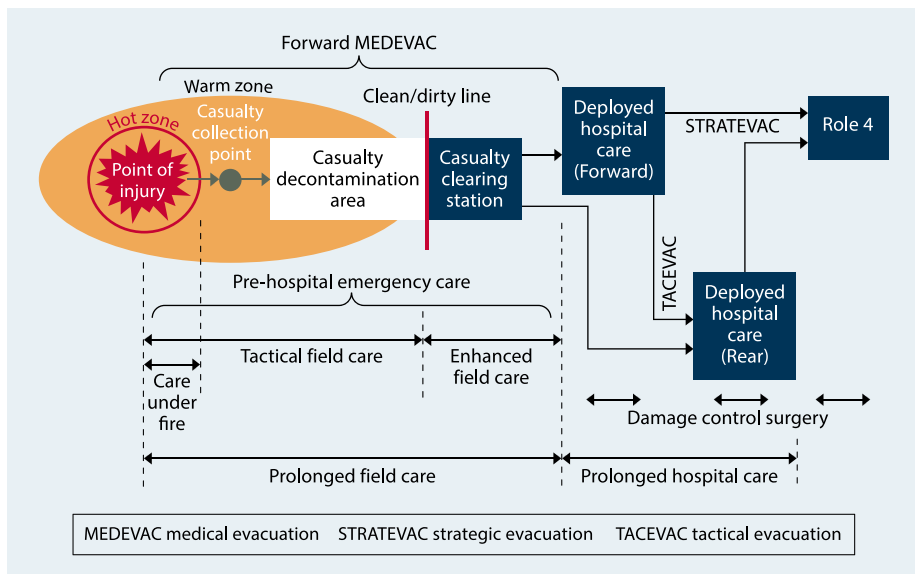 Forward MEDEVAC
Warm zone
Clean/dirty line
Hot zone
Casualty
collection
point
Point of
injury
Casualty
decontamination
area
Casualty
clearing
station
Deployed
hospital
care
(Forward)
STRATEVAC
Role 4
TACEVAC
Deployed
hospital
care
(Rear)
Pre-hospital emergency care
Tactical field care
Enhanced
field care
Care
under
fire
Damage control surgery
Prolonged field care
Prolonged hospital care
MEDEVAC medical evacuation STRATEVAC strategic evacuation TACEVAC tactical evacuation